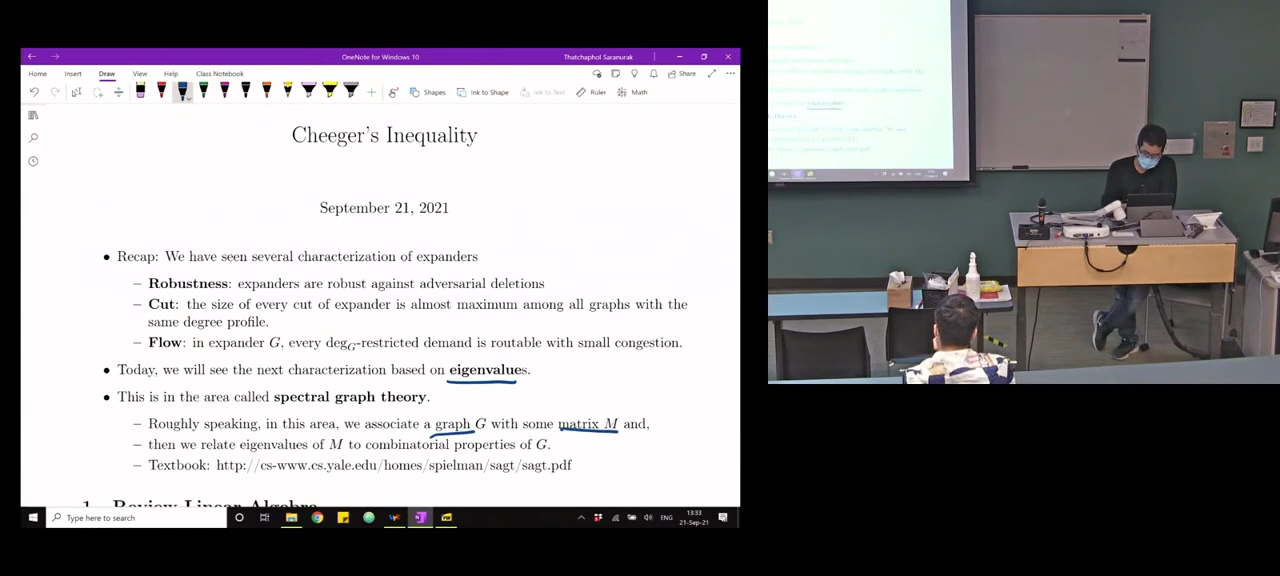 OneNote for Windows 10
Thatchaphol Saranurak
Home Insert Draw View Help Class Notebook Share
Shapes Ink to Shape Ink to Text Ruler Math
Cheeger's Inequality
September 21, 2021
• Recap: We have seen several characterization of expanders
– Robustness: expanders are robust against adversarial deletions
– Cut: the size of every cut of expander is almost maximum among all graphs with the
same degree profile.
– Flow: in expander G, every deg_G-restricted demand is routable with small congestion.
• Today, we will see the next characterization based on eigenvalues.
• This is in the area called spectral graph theory.
– Roughly speaking, in this area, we associate a graph G with some matrix M and,
– then we relate eigenvalues of M to combinatorial properties of G.
– Textbook: http://cs-www.cs.yale.edu/homes/spielman/sagt/sagt.pdf
1 Review Linear Algebra
Type here to search
ENG
13:33
21-Sep-21